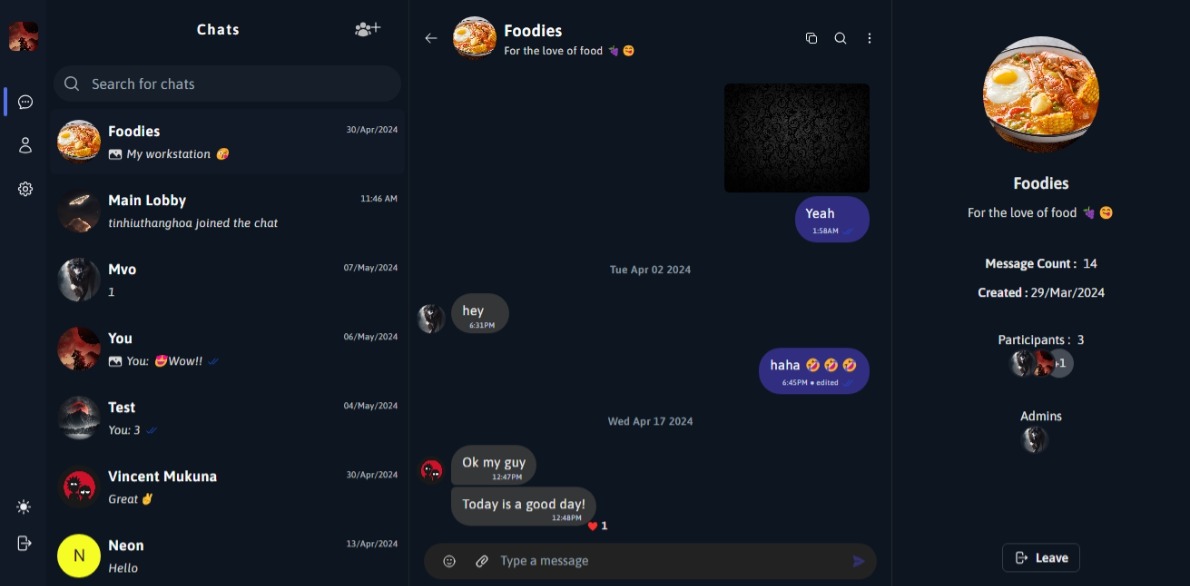 Chats
Search for chats
Foodies
30/Apr/2024
My workstation 🥵
Main Lobby
11:46 AM
tinhiuthanghoa joined the chat
Mvo
07/May/2024
1
You
06/May/2024
You: 🤩Wow!!
Test
04/May/2024
You: 3
Vincent Mukuna
30/Apr/2024
Great ✌
N
Neon
13/Apr/2024
Hello
Foodies
For the love of food 🍇 😋
Yeah
1:58AM
Tue Apr 02 2024
hey
6:31PM
haha 🤣 🤣 🤣
6:45PM • edited
Wed Apr 17 2024
Ok my guy
12:47PM
Today is a good day!
12:48PM
❤ 1
Type a message
Foodies
For the love of food 🍇 😋
Message Count : 14
Created : 29/Mar/2024
Participants : 3
+1
Admins
Leave